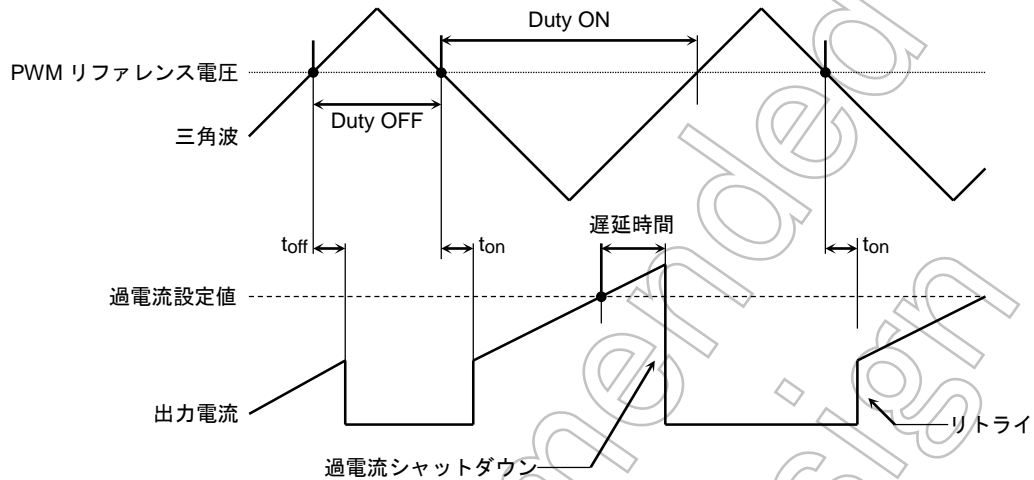 Duty ON
PWM リファレンス電圧
Duty OFF
三角波
遅延時間
toff
ton
ton
過電流設定値
出力電流
リトライ
過電流シャットダウン
mended
sign